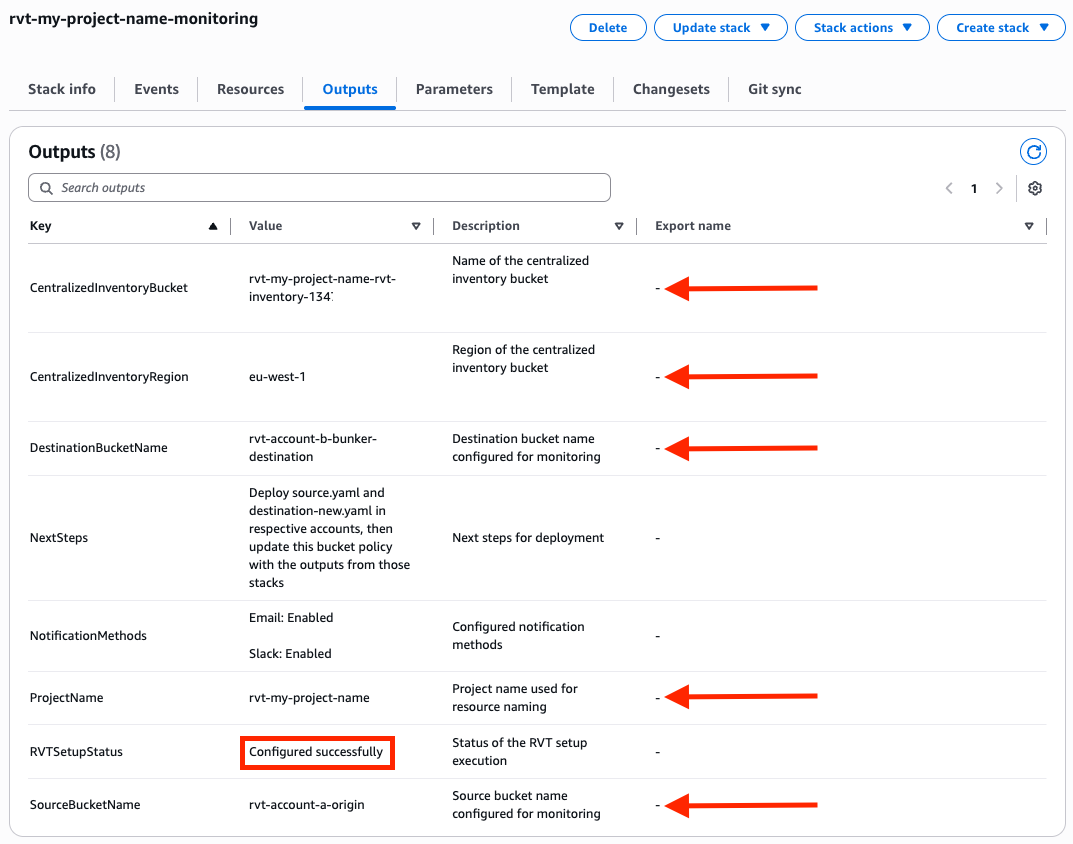 rvt-my-project-name-monitoring
Delete
Update stack
Stack actions
Create stack
Stack info
Events
Resources
Outputs
Parameters
Template
Changesets
Git sync
Outputs (8)
Search outputs
1
Key
Value
Description
Export name
CentralizedInventoryBucket
rvt-my-project-name-rvt-
inventory-134
Name of the centralized
inventory bucket
-
CentralizedInventoryRegion
eu-west-1
Region of the centralized
inventory bucket
-
DestinationBucketName
rvt-account-b-bunker-
destination
Destination bucket name
configured for monitoring
-
NextSteps
Deploy source.yaml and
destination-new.yaml in
respective accounts, then
update this bucket policy
with the outputs from those
stacks
Next steps for deployment
-
NotificationMethods
Email: Enabled
Slack: Enabled
Configured notification
methods
-
ProjectName
rvt-my-project-name
Project name used for
resource naming
-
RVTSetupStatus
Configured successfully
Status of the RVT setup
execution
-
SourceBucketName
rvt-account-a-origin
Source bucket name
configured for monitoring
-